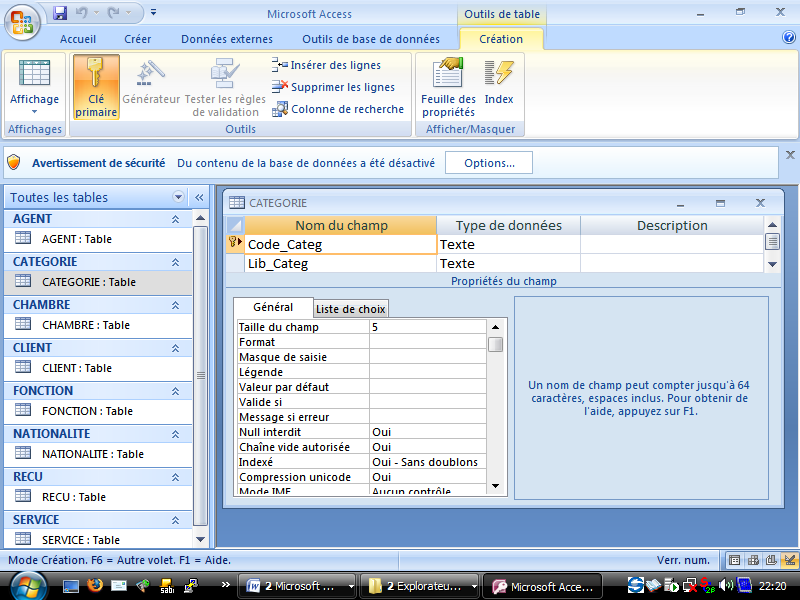 Microsoft Access
Outils de table
Accueil Créer Données externes Outils de base de données Création
Affichage
Clé primaire
Générateur
Tester les règles de validation
Insérer des lignes
Supprimer les lignes
Colonne de recherche
Feuille des propriétés
Index
Affichages Outils Afficher/Masquer
Avertissement de sécurité Du contenu de la base de données a été désactivé Options...
Toutes les tables
AGENT
AGENT : Table
CATEGORIE
CATEGORIE : Table
CHAMBRE
CHAMBRE : Table
CLIENT
CLIENT : Table
FONCTION
FONCTION : Table
NATIONALITE
NATIONALITE : Table
RECU
RECU : Table
SERVICE
SERVICE : Table
CATEGORIE
Nom du champ Type de données Description
Code_Categ Texte
Lib_Categ Texte
Propriétés du champ
Général Liste de choix
Taille du champ 5
Format
Masque de saisie
Légende
Valeur par défaut
Valide si
Message si erreur
Null interdit Oui
Chaîne vide autorisée Oui
Indexé Oui - Sans doublons
Compression unicode Oui
Mode IME Aucun contrôle
Un nom de champ peut compter jusqu'à 64
caractères, espaces inclus. Pour obtenir de
l'aide, appuyez sur F1.
Mode Création. F6 = Autre volet. F1 = Aide. Verr. num.
2 Microsoft ... 2 Explorateu... Microsoft Acce... 22:20